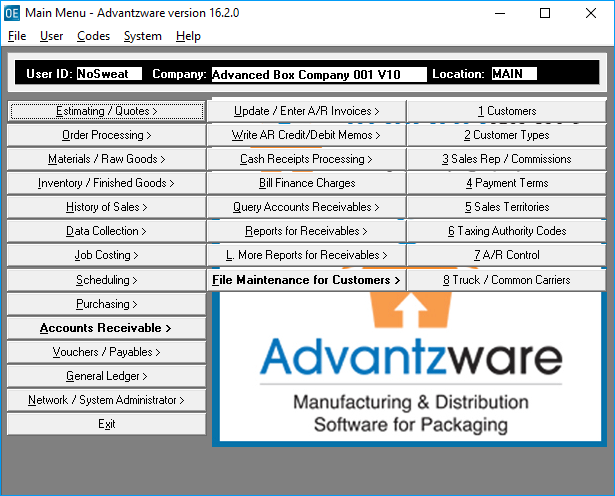 OE Main Menu - Advantzware version 16.2.0
File User Codes System Help
User ID: NoSweat Company: Advanced Box Company 001 V10 Location: MAIN
Estimating / Quotes >
Order Processing >
Materials / Raw Goods >
Inventory / Finished Goods >
History of Sales >
Data Collection >
Job Costing >
Scheduling >
Purchasing >
Accounts Receivable >
Vouchers / Payables >
General Ledger >
Network / System Administrator >
Exit
Update / Enter A/R Invoices >
Write AR Credit/Debit Memos >
Cash Receipts Processing >
Bill Finance Charges
Query Accounts Receivables >
Reports for Receivables >
L. More Reports for Receivables >
File Maintenance for Customers >
1 Customers
2 Customer Types
3 Sales Rep / Commissions
4 Payment Terms
5 Sales Territories
6 Taxing Authority Codes
7 A/R Control
8 Truck / Common Carriers
Advantzware
Manufacturing & Distribution
Software for Packaging